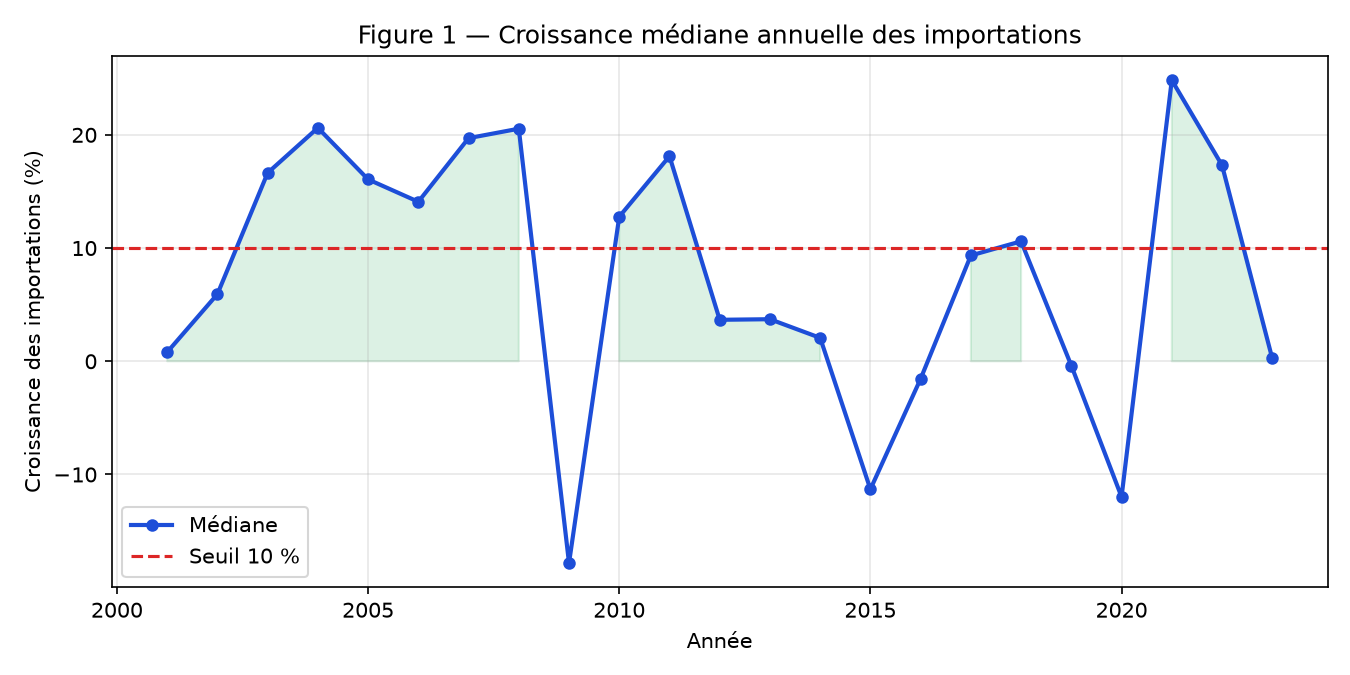 Figure 1 — Croissance médiane annuelle des importations
Croissance des importations (%)
20
10
0
−10
Médiane
Seuil 10 %
2000 2005 2010 2015 2020
Année